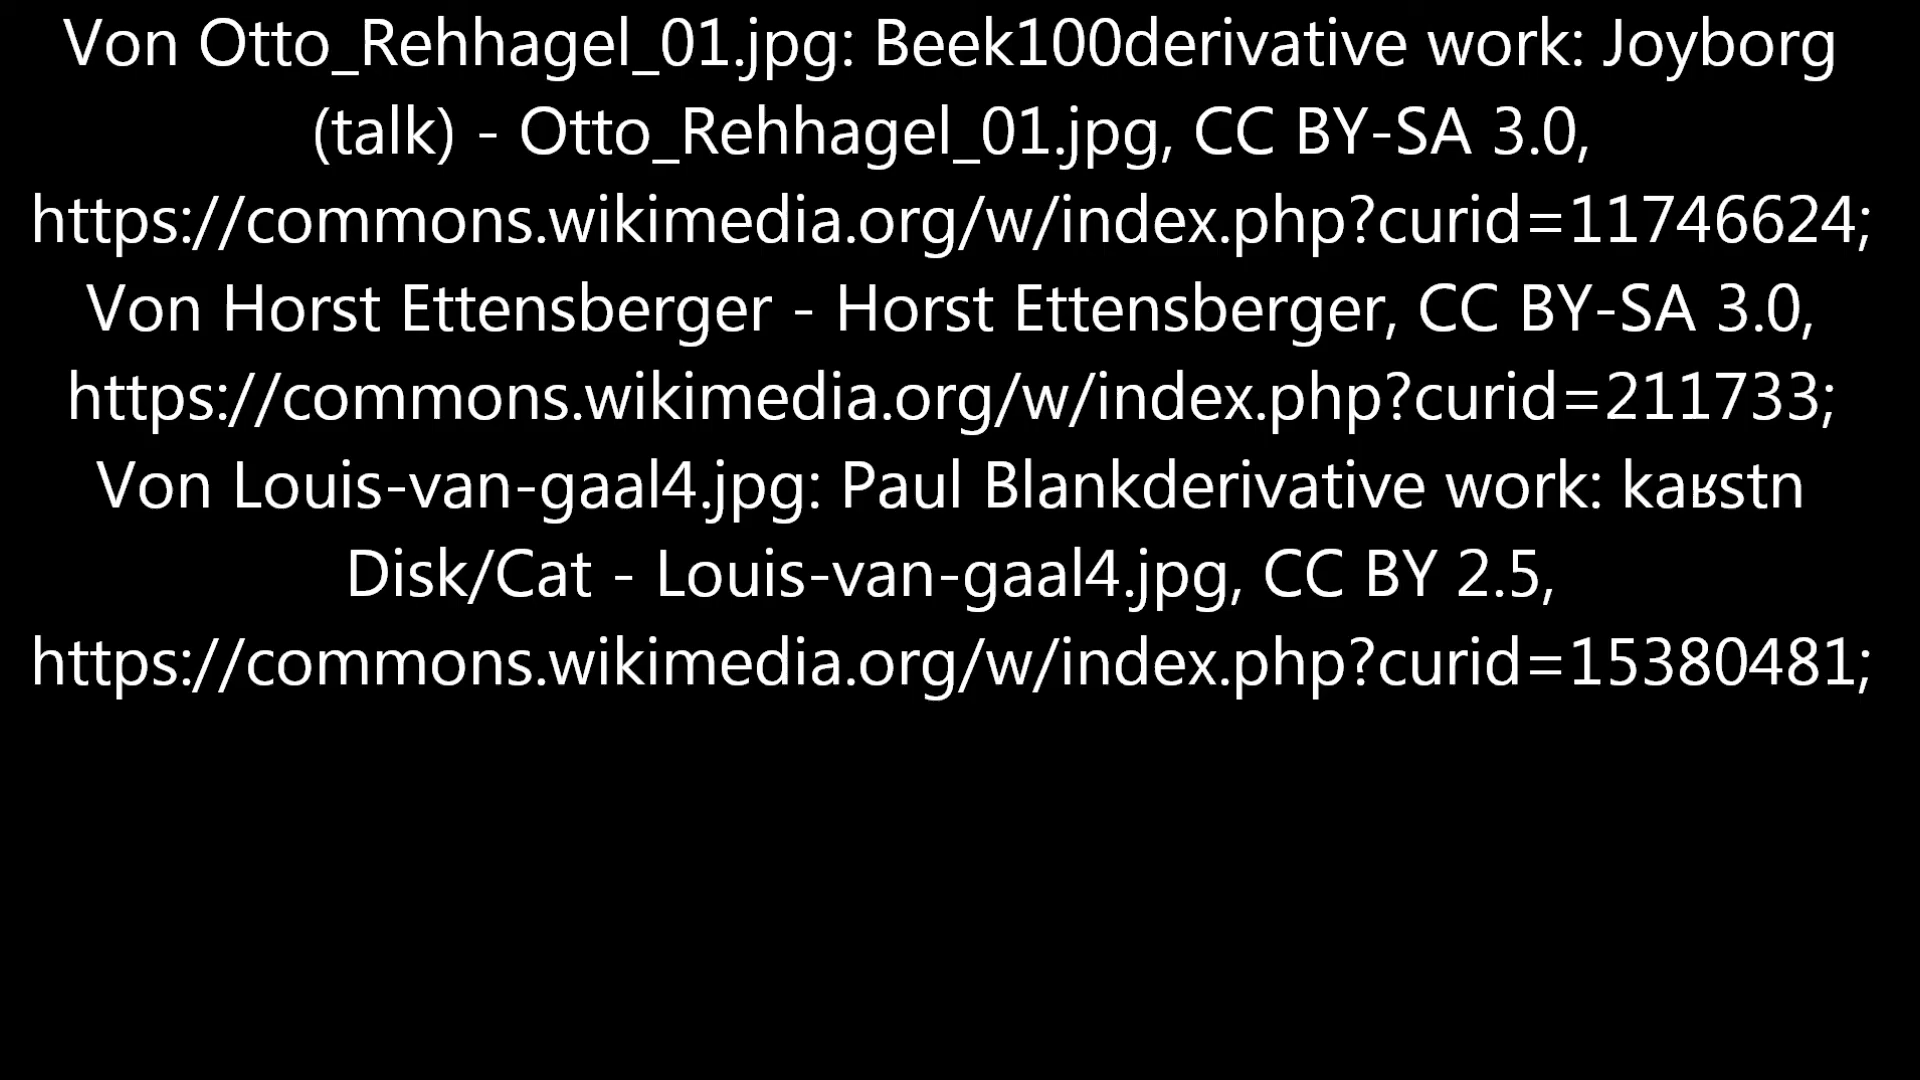 Von Otto_Rehhagel_01.jpg: Beek100derivative work: Joyborg
(talk) - Otto_Rehhagel_01.jpg, CC BY-SA 3.0,
https://commons.wikimedia.org/w/index.php?curid=11746624;
Von Horst Ettensberger - Horst Ettensberger, CC BY-SA 3.0,
https://commons.wikimedia.org/w/index.php?curid=211733;
Von Louis-van-gaal4.jpg: Paul Blankderivative work: kaʁstn
Disk/Cat - Louis-van-gaal4.jpg, CC BY 2.5,
https://commons.wikimedia.org/w/index.php?curid=15380481;